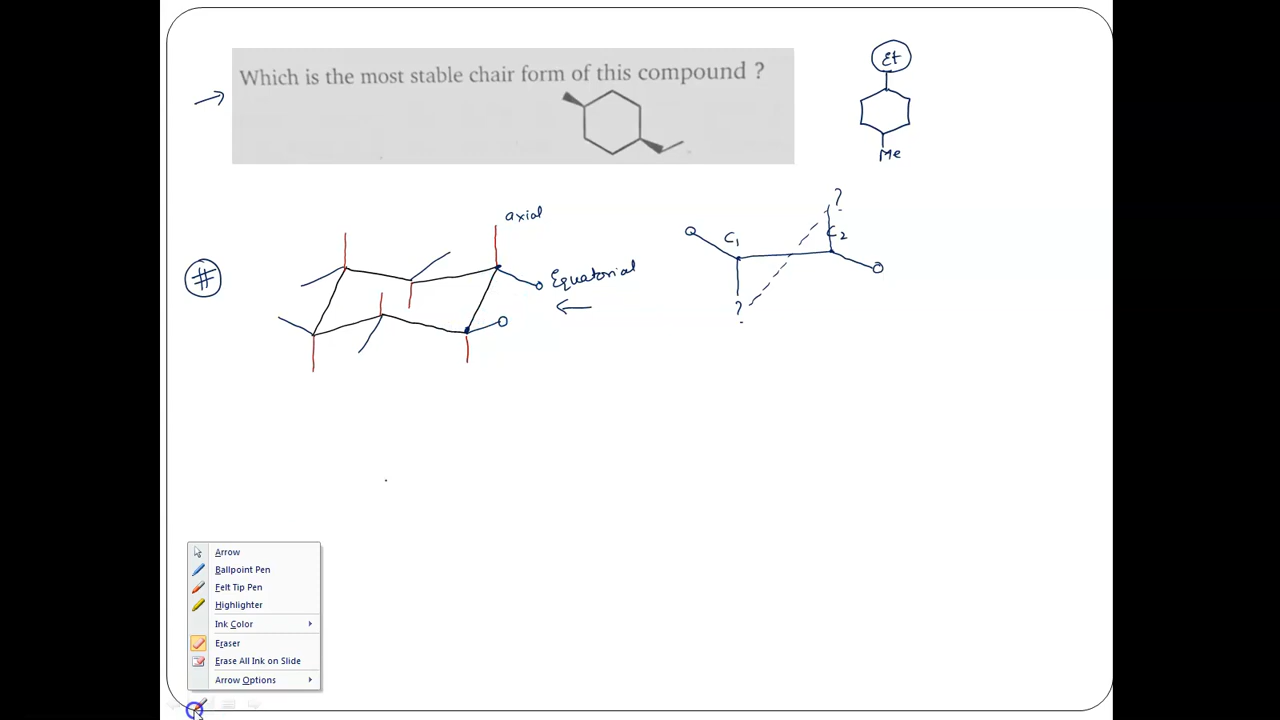 Which is the most stable chair form of this compound ?
Et
Me
axial
Equatorial
#
C1
C2
?
?
Arrow
Ballpoint Pen
Felt Tip Pen
Highlighter
Ink Color
Eraser
Erase All Ink on Slide
Arrow Options